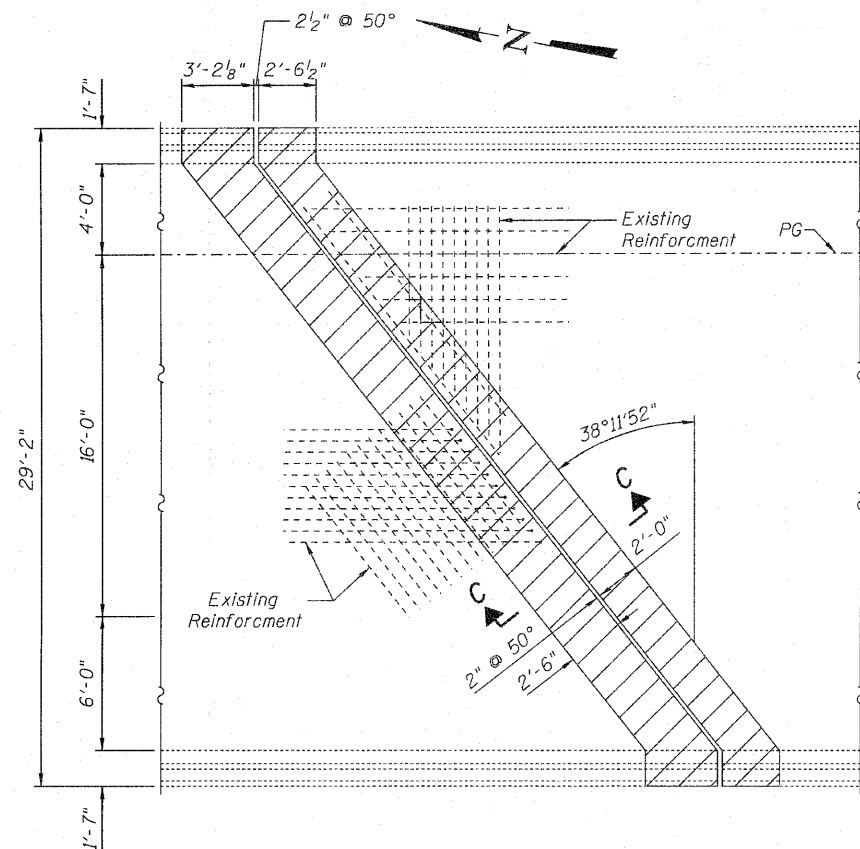 2½" @ 50°
N
3'-2⅛"
2'-6½"
1'-7"
4'-0"
Existing
Reinforcment
PG
16'-0"
29'-2"
38°11'52"
C
2'-0"
Existing
Reinforcment
C
2" @ 50°
2'-6"
6'-0"
1'-7"